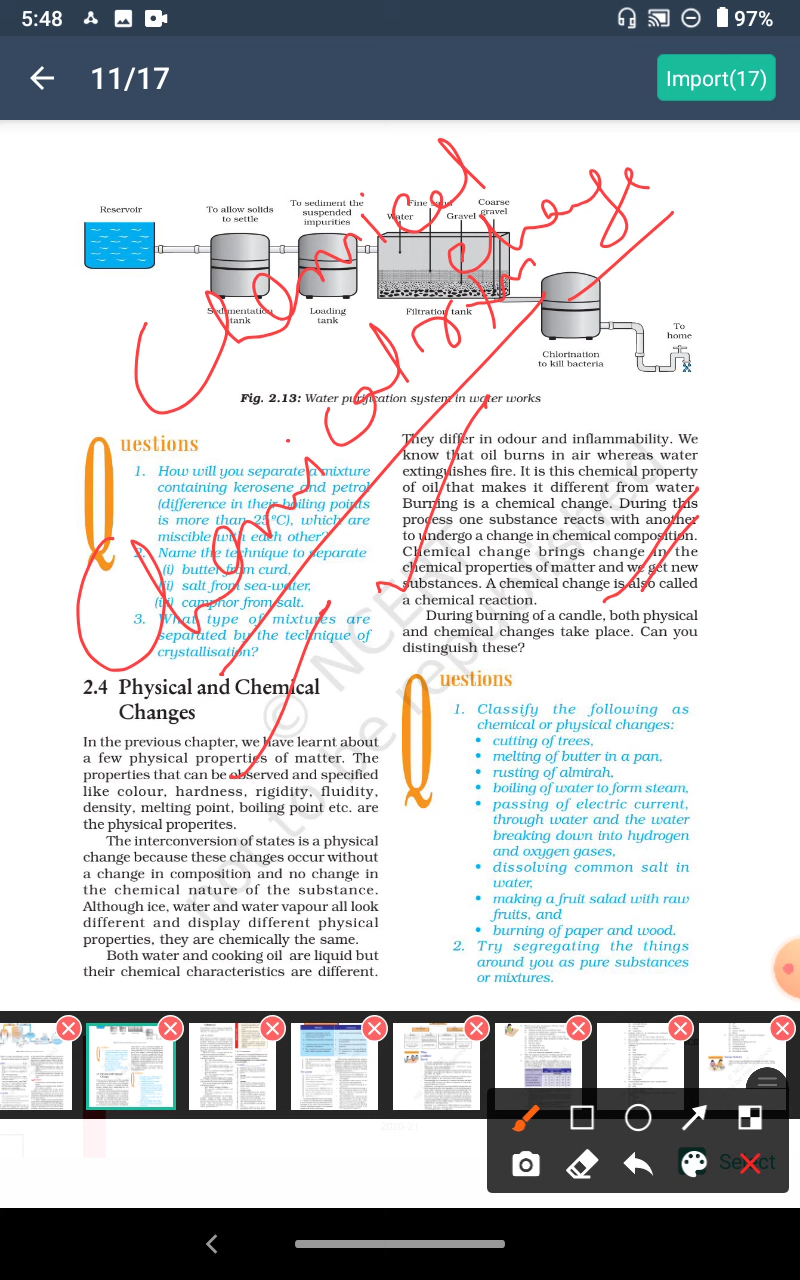 5:48
97%
11/17
Import(17)
Reservoir
To allow solids
to settle
To sediment the
suspended
impurities
Water
Fine sand
Gravel
Coarse
gravel
Sedimentation
tank
Loading
tank
Filtration tank
Chlorination
to kill bacteria
To
home
Chemical change
Chemical
Fig. 2.13: Water purification system in water works
Questions
1. How will you separate a mixture
containing kerosene and petrol
(difference in their boiling points
is more than 25°C), which are
miscible with each other?
2. Name the technique to separate
(i) butter from curd,
(ii) salt from sea-water,
(iii) camphor from salt.
3. What type of mixtures are
separated by the technique of
crystallisation?
2.4 Physical and Chemical
Changes
In the previous chapter, we have learnt about
a few physical properties of matter. The
properties that can be observed and specified
like colour, hardness, rigidity, fluidity,
density, melting point, boiling point etc. are
the physical properites.
The interconversion of states is a physical
change because these changes occur without
a change in composition and no change in
the chemical nature of the substance.
Although ice, water and water vapour all look
different and display different physical
properties, they are chemically the same.
Both water and cooking oil are liquid but
their chemical characteristics are different.
They differ in odour and inflammability. We
know that oil burns in air whereas water
extinguishes fire. It is this chemical property
of oil that makes it different from water.
Burning is a chemical change. During this
process one substance reacts with another
to undergo a change in chemical composition.
Chemical change brings change in the
chemical properties of matter and we get new
substances. A chemical change is also called
a chemical reaction.
During burning of a candle, both physical
and chemical changes take place. Can you
distinguish these?
Questions
1. Classify the following as
chemical or physical changes:
• cutting of trees,
• melting of butter in a pan,
• rusting of almirah,
• boiling of water to form steam,
• passing of electric current,
through water and the water
breaking down into hydrogen
and oxygen gases,
• dissolving common salt in
water,
• making a fruit salad with raw
fruits, and
• burning of paper and wood.
2. Try segregating the things
around you as pure substances
or mixtures.
© NCERT
not to be republished
2020-21
Select